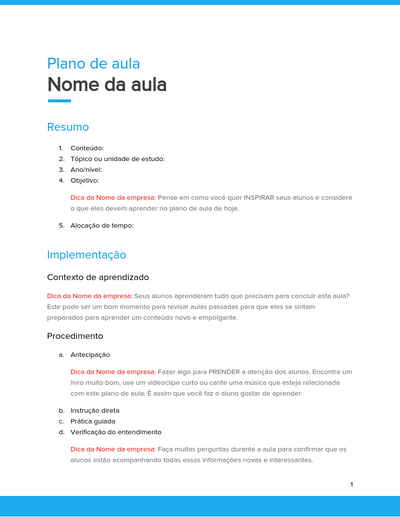 Plano de aula
Nome da aula
Resumo
1. Conteúdo:
2. Tópico ou unidade de estudo:
3. Ano/nível:
4. Objetivo:
Dica da Nome da empresa: Pense em como você quer INSPIRAR seus alunos e considere
o que eles devem aprender no plano de aula de hoje.
5. Alocação de tempo:
Implementação
Contexto de aprendizado
Dica da Nome da empresa: Seus alunos aprenderam tudo que precisam para concluir esta aula?
Este pode ser um bom momento para revisar aulas passadas para que eles se sintam
preparados para aprender um conteúdo novo e empolgante.
Procedimento
a. Antecipação
Dica da Nome da empresa: Fazer algo para PRENDER a atenção dos alunos. Encontre um
livro muito bom, use um videoclipe curto ou cante uma música que esteja relacionada
com este plano de aula. É assim que você faz o aluno gostar de aprender.
b. Instrução direta
c. Prática guiada
d. Verificação do entendimento
Dica da Nome da empresa: Faça muitas perguntas durante a aula para confirmar que os
alunos estão acompanhando todas essas informações novas e interessantes.
1